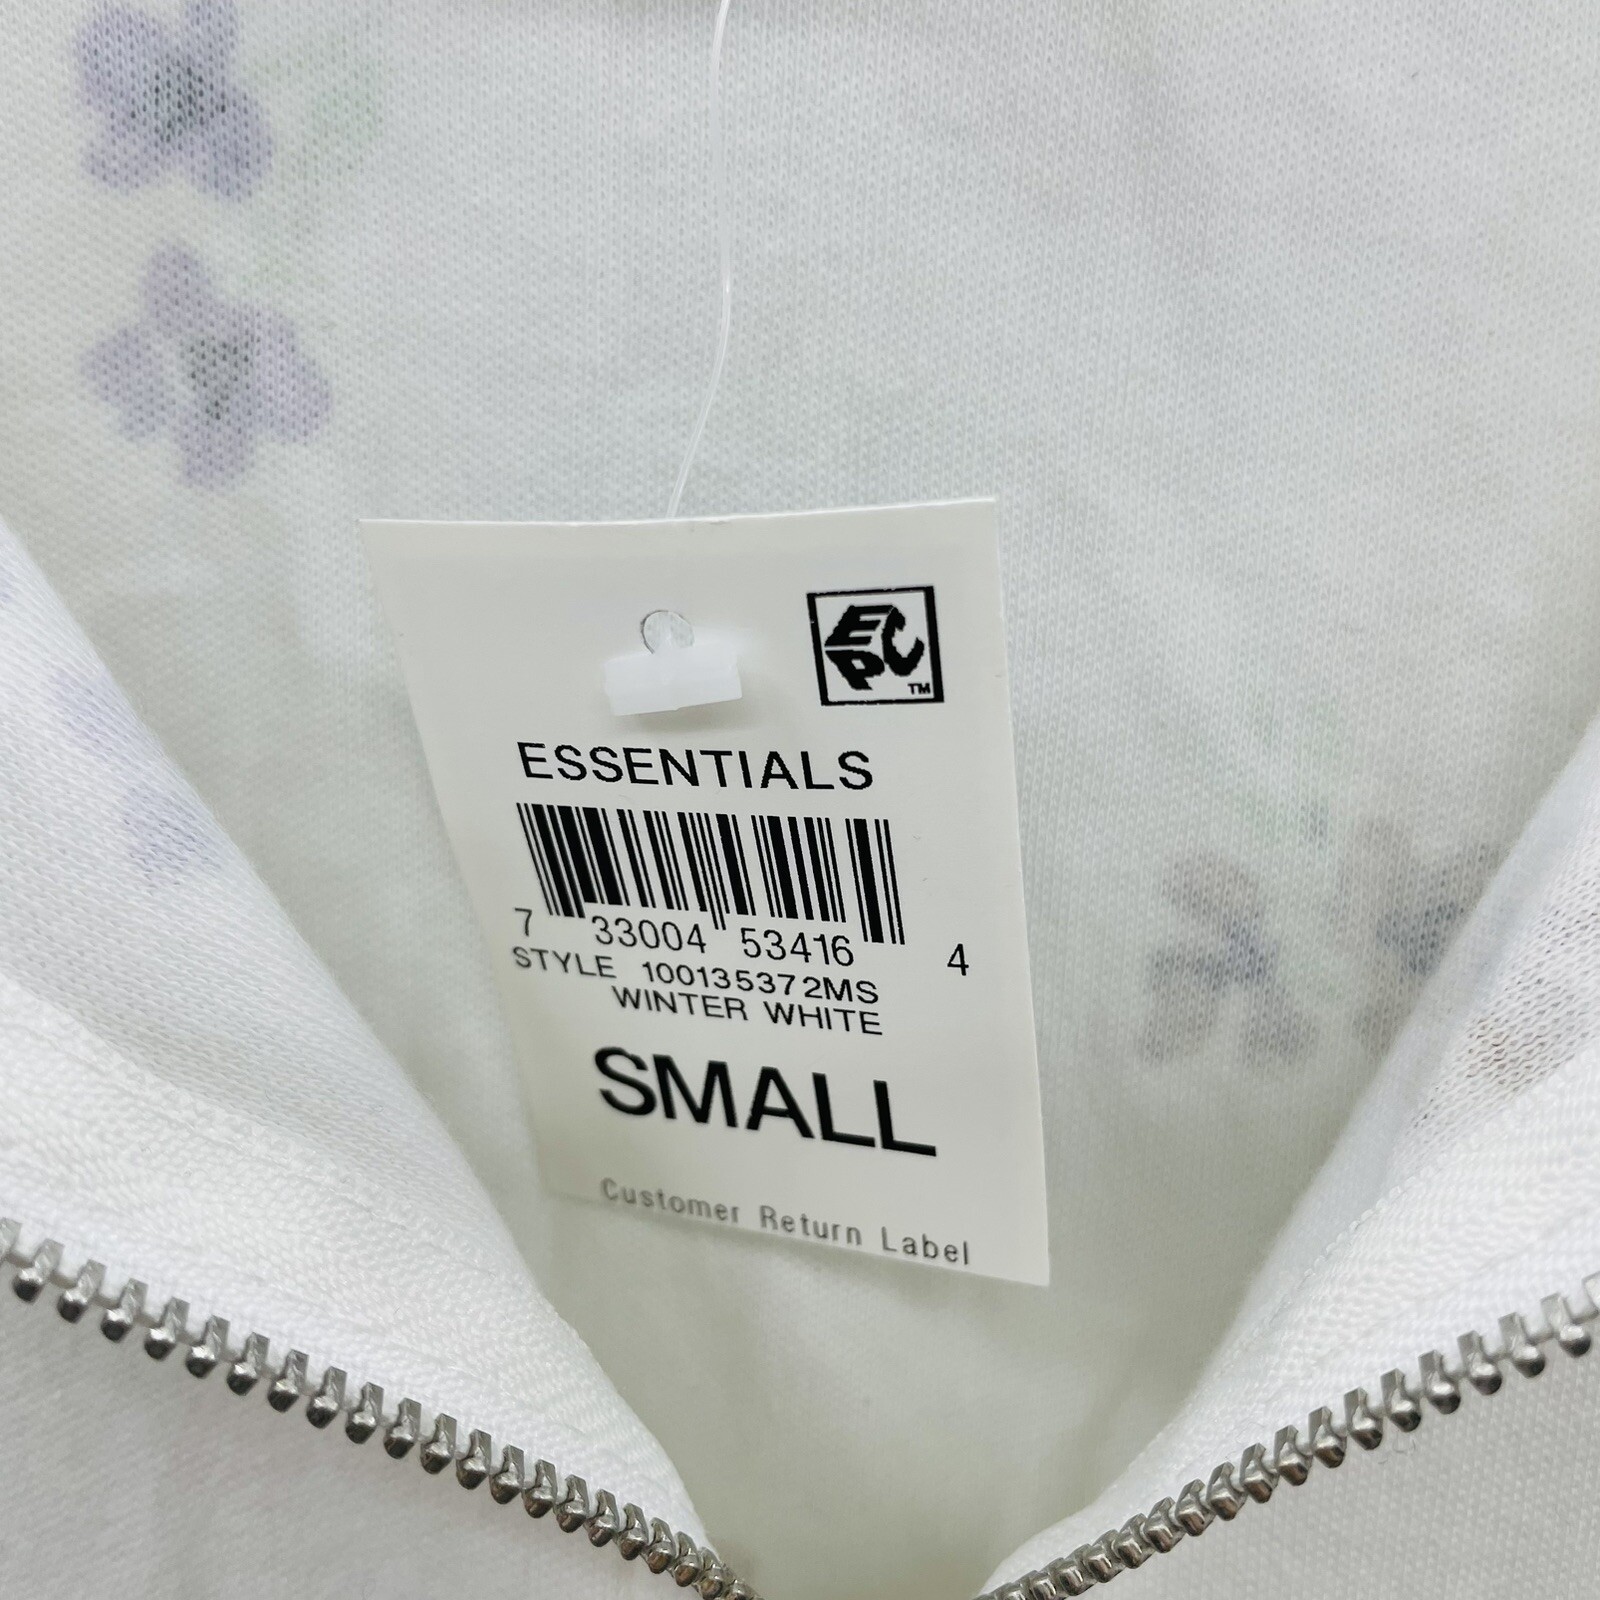 EPC
TM
ESSENTIALS
7 33004 53416 4
STYLE 100135372MS
WINTER WHITE
SMALL
Customer Return Label